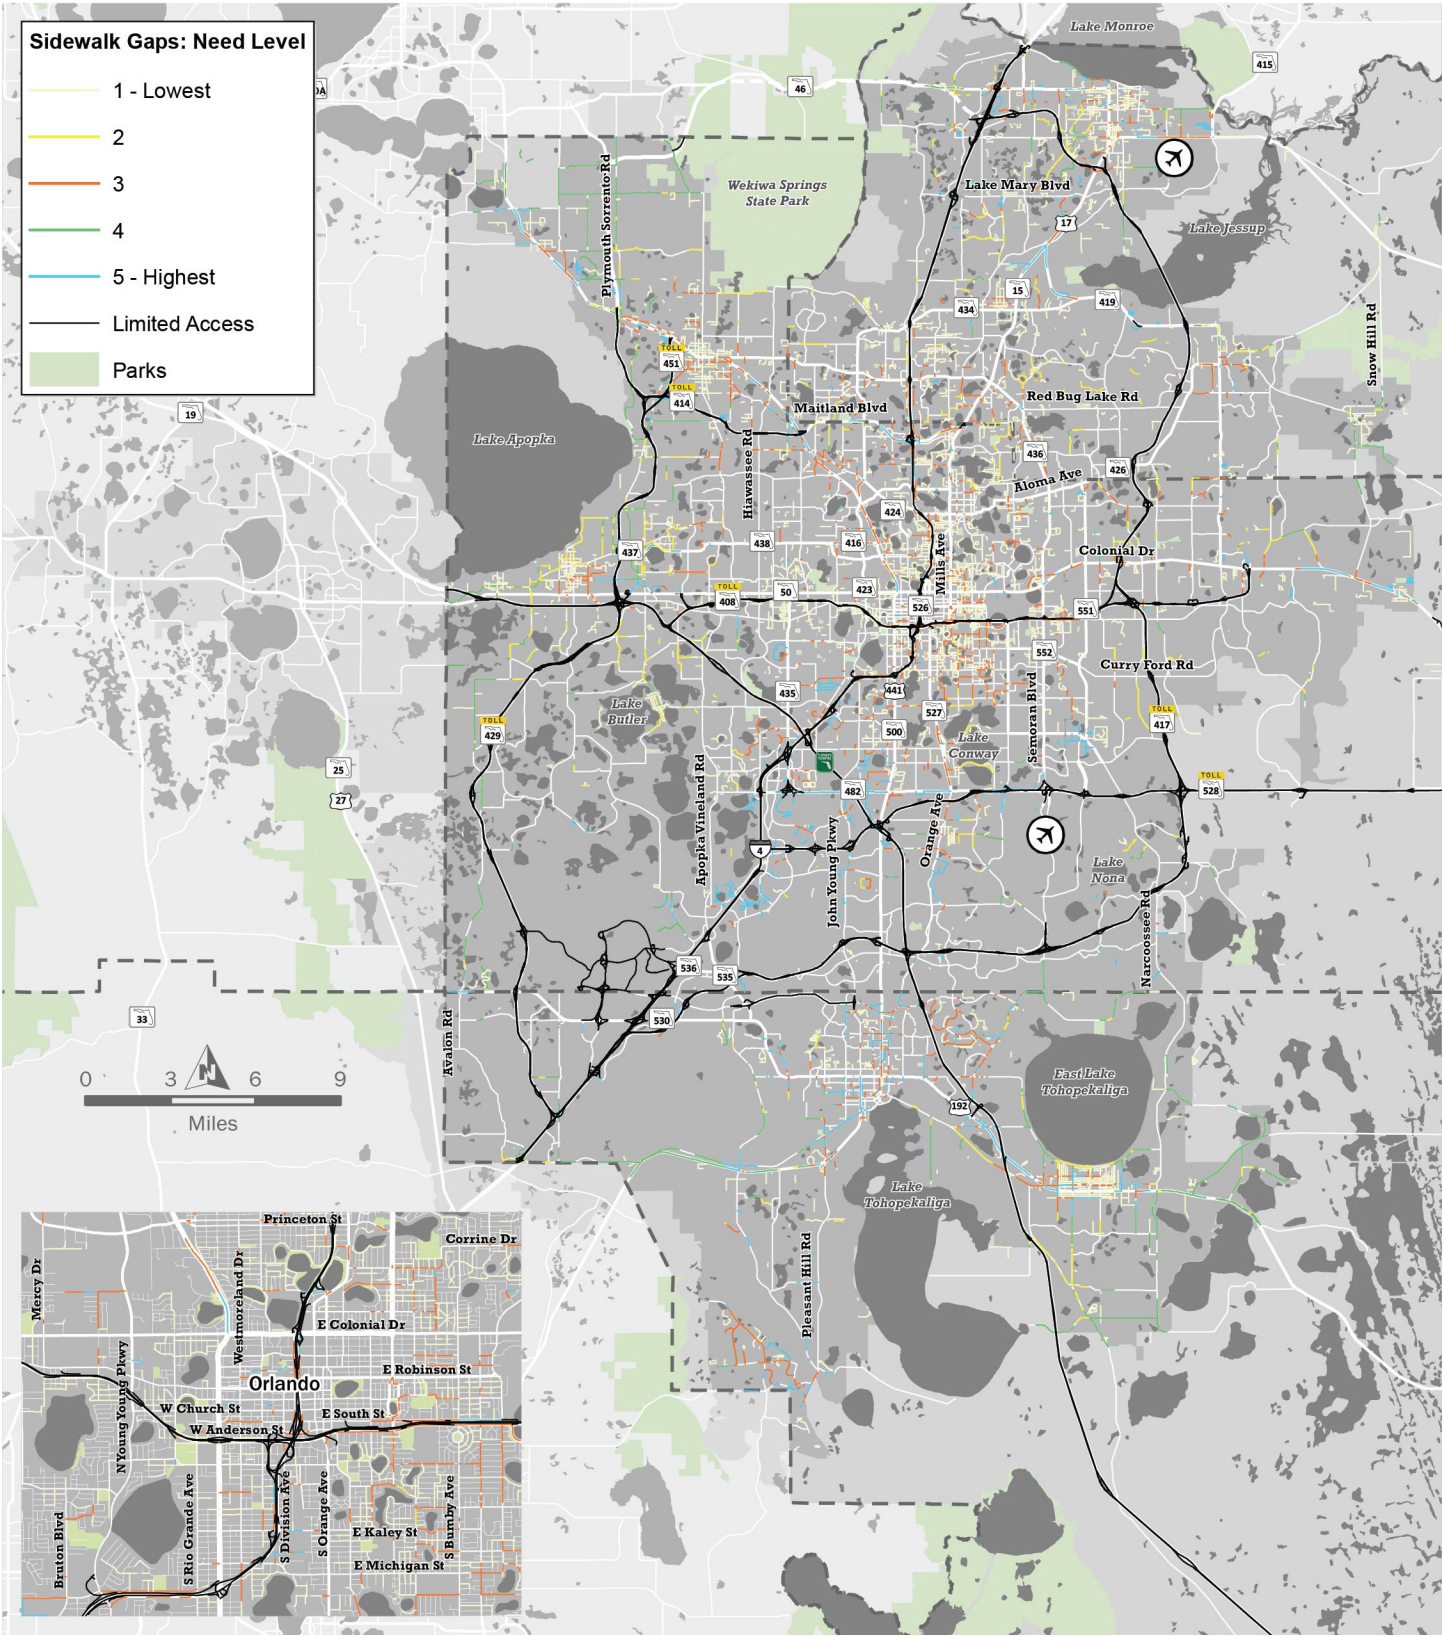 Sidewalk Gaps: Need Level
1 - Lowest
2
3
4
5 - Highest
Limited Access
Parks
Lake Monroe
415
46
Wekiwa Springs
State Park
Plymouth Sorrento Rd
Lake Mary Blvd
17
Lake Jessup
15
434
419
Snow Hill Rd
TOLL
451
TOLL
414
19
Maitland Blvd
Red Bug Lake Rd
Lake Apopka
Hiawassee Rd
436
426
Aloma Ave
424
437
438
416
Mills Ave
Colonial Dr
TOLL
408
50
423
526
551
552
Curry Ford Rd
435
441
Lake
Butler
527
Semoran Blvd
TOLL
417
TOLL
429
500
Lake
Conway
25
27
Apopka Vineland Rd
482
TOLL
528
Orange Ave
John Young Pkwy
4
Lake
Nona
Narcoossee Rd
536
535
33
530
Avalon Rd
0 3 6 9
N
Miles
East Lake
Tohopekaliga
192
Lake
Tohopekaliga
Pleasant Hill Rd
Princeton St
Corrine Dr
Mercy Dr
Westmoreland Dr
E Colonial Dr
N Young Young Pkwy
E Robinson St
Orlando
W Church St
E South St
W Anderson St
Bruton Blvd
S Rio Grande Ave
S Division Ave
S Orange Ave
S Bumby Ave
E Kaley St
E Michigan St